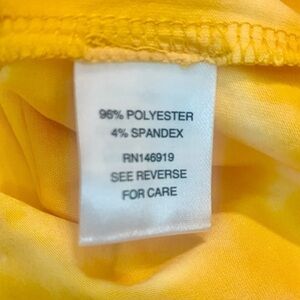 96% POLYESTER
4% SPANDEX
RN146919
SEE REVERSE
FOR CARE